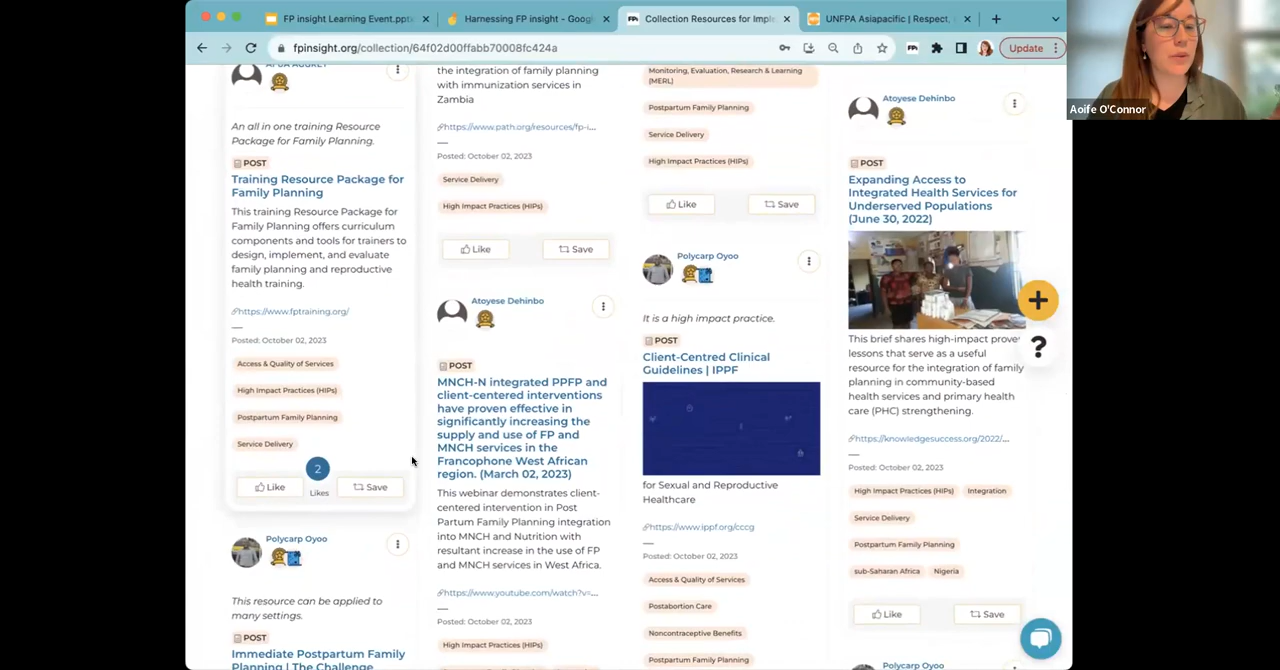 FP insight Learning Event.pptx
Harnessing FP insight - Googl
Collection Resources for Imple
UNFPA Asiapacific | Respect,
fpinsight.org/collection/64f02d00ffabb70008fc424a
Update
Aoife O'Connor
An all in one training Resource
Package for Family Planning.
POST
Training Resource Package for
Family Planning
This training Resource Package for
Family Planning offers curriculum
components and tools for trainers to
design, implement, and evaluate
family planning and reproductive
health training.
https://www.fptraining.org/
Posted: October 02, 2023
Access & Quality of Services
High Impact Practices (HIPs)
Postpartum Family Planning
Service Delivery
Like
2
Likes
Save
Polycarp Oyoo
This resource can be applied to
many settings.
POST
Immediate Postpartum Family
Planning | The Challenge
the integration of family planning
with immunization services in
Zambia
https://www.path.org/resources/fp-i...
Posted: October 02, 2023
Service Delivery
High Impact Practices (HIPs)
Like
Save
Atoyese Dehinbo
POST
MNCH-N integrated PPFP and
client-centered interventions
have proven effective in
significantly increasing the
supply and use of FP and
MNCH services in the
Francophone West African
region. (March 02, 2023)
This webinar demonstrates client-
centered intervention in Post
Partum Family Planning integration
into MNCH and Nutrition with
resultant increase in the use of FP
and MNCH services in West Africa.
https://www.youtube.com/watch?v=...
Posted: October 02, 2023
High Impact Practices (HIPs)
Monitoring, Evaluation, Research & Learning
(MERL)
Postpartum Family Planning
Service Delivery
High Impact Practices (HIPs)
Like
Save
Polycarp Oyoo
It is a high impact practice.
POST
Client-Centred Clinical
Guidelines | IPPF
for Sexual and Reproductive
Healthcare
https://www.ippf.org/cccg
Posted: October 02, 2023
Access & Quality of Services
Postabortion Care
Noncontraceptive Benefits
Postpartum Family Planning
Atoyese Dehinbo
POST
Expanding Access to
Integrated Health Services for
Underserved Populations
(June 30, 2022)
This brief shares high-impact
lessons that serve as a useful
resource for the integration of family
planning in community-based
health services and primary health
care (PHC) strengthening.
https://knowledgesuccess.org/2022/...
Posted: October 02, 2023
High Impact Practices (HIPs)
Integration
Service Delivery
Postpartum Family Planning
sub-Saharan Africa
Nigeria
Like
Save
Polycarp Oyoo
+
?